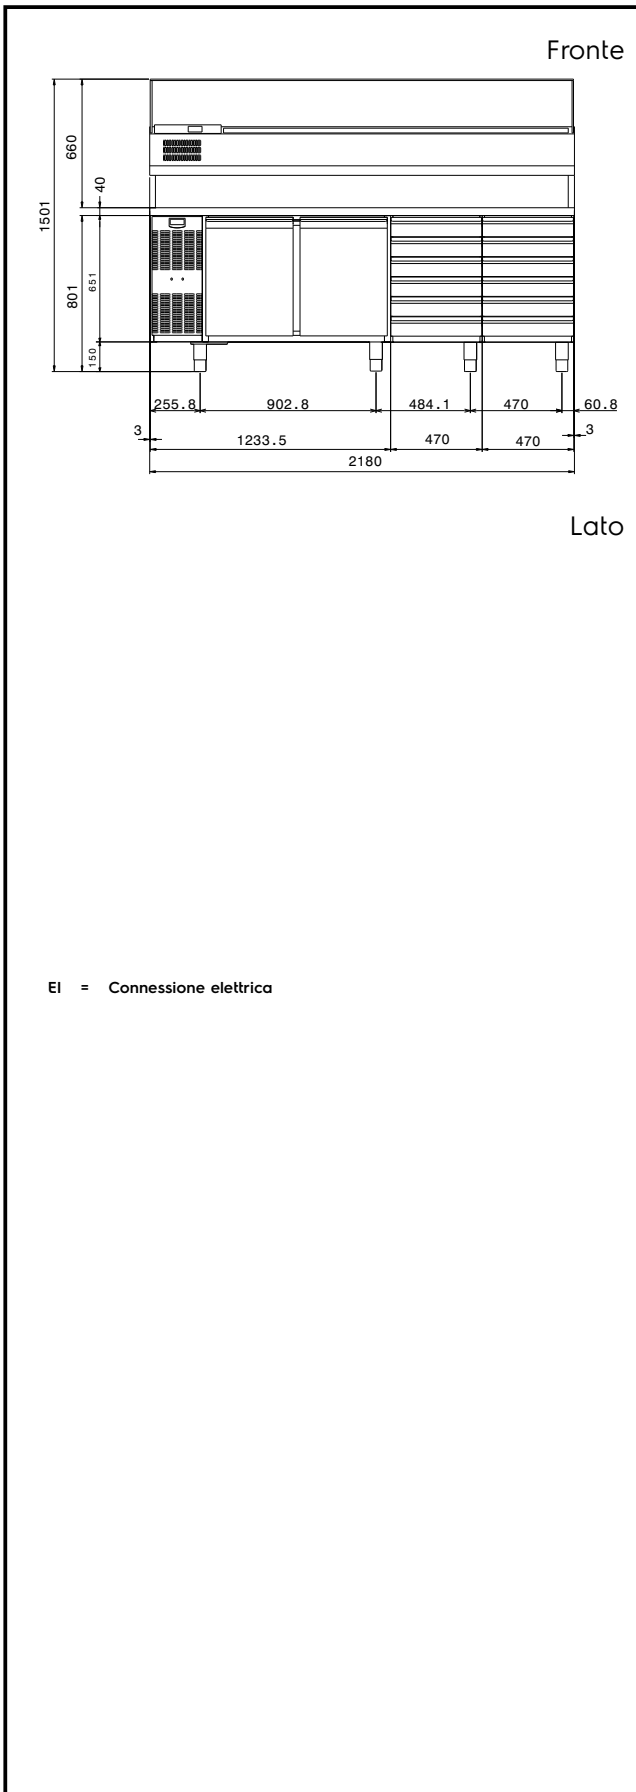 Fronte
660
40
1501
801
651
150
255.8 902.8 484.1 470 60.8
3 1233.5 470 470 3
2180
Lato
EI = Connessione elettrica